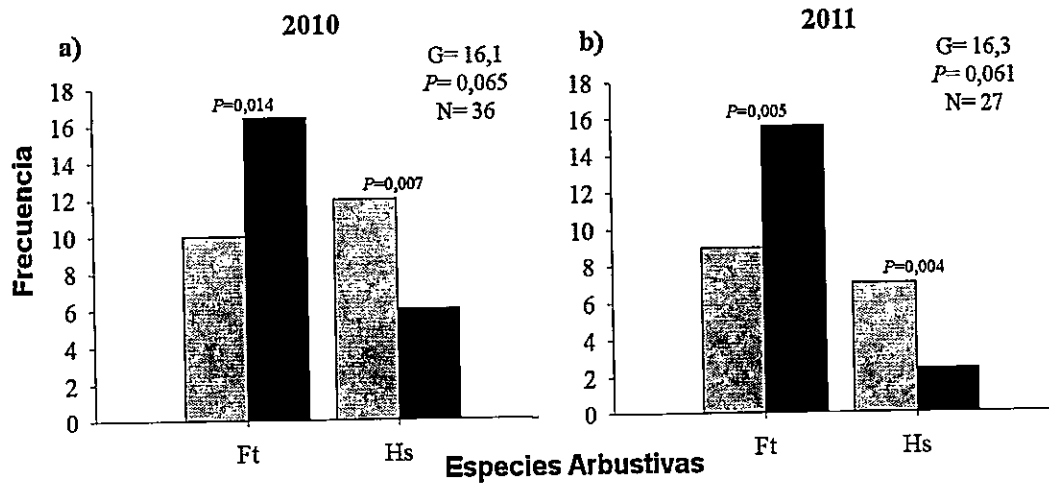 2010
a)
G= 16,1
P= 0,065
N= 36
18
16
14
12
10
8
6
4
2
0
P=0,014
P=0,007
Ft
Hs
Frecuencia
2011
b)
G= 16,3
P= 0,061
N= 27
18
16
14
12
10
8
6
4
2
0
P=0,005
P=0,004
Ft
Hs
Especies Arbustivas